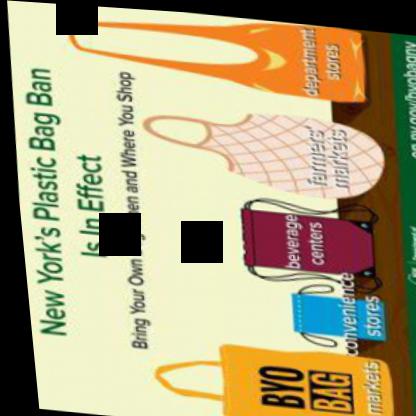 New York's Plastic Bag Ban
Is In Effect
Bring Your Own and Where You Shop
BYO
BAG
markets
convenience
stores
beverage
centers
farmers'
markets
department
stores